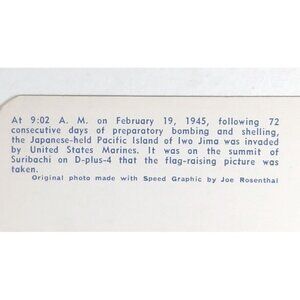 At 9:02 A. M. on February 19, 1945, following 72
consecutive days of preparatory bombing and shelling,
the Japanese-held Pacific Island of Iwo Jima was invaded
by United States Marines. It was on the summit of
Suribachi on D-plus-4 that the flag-raising picture was
taken.
Original photo made with Speed Graphic by Joe Rosenthal